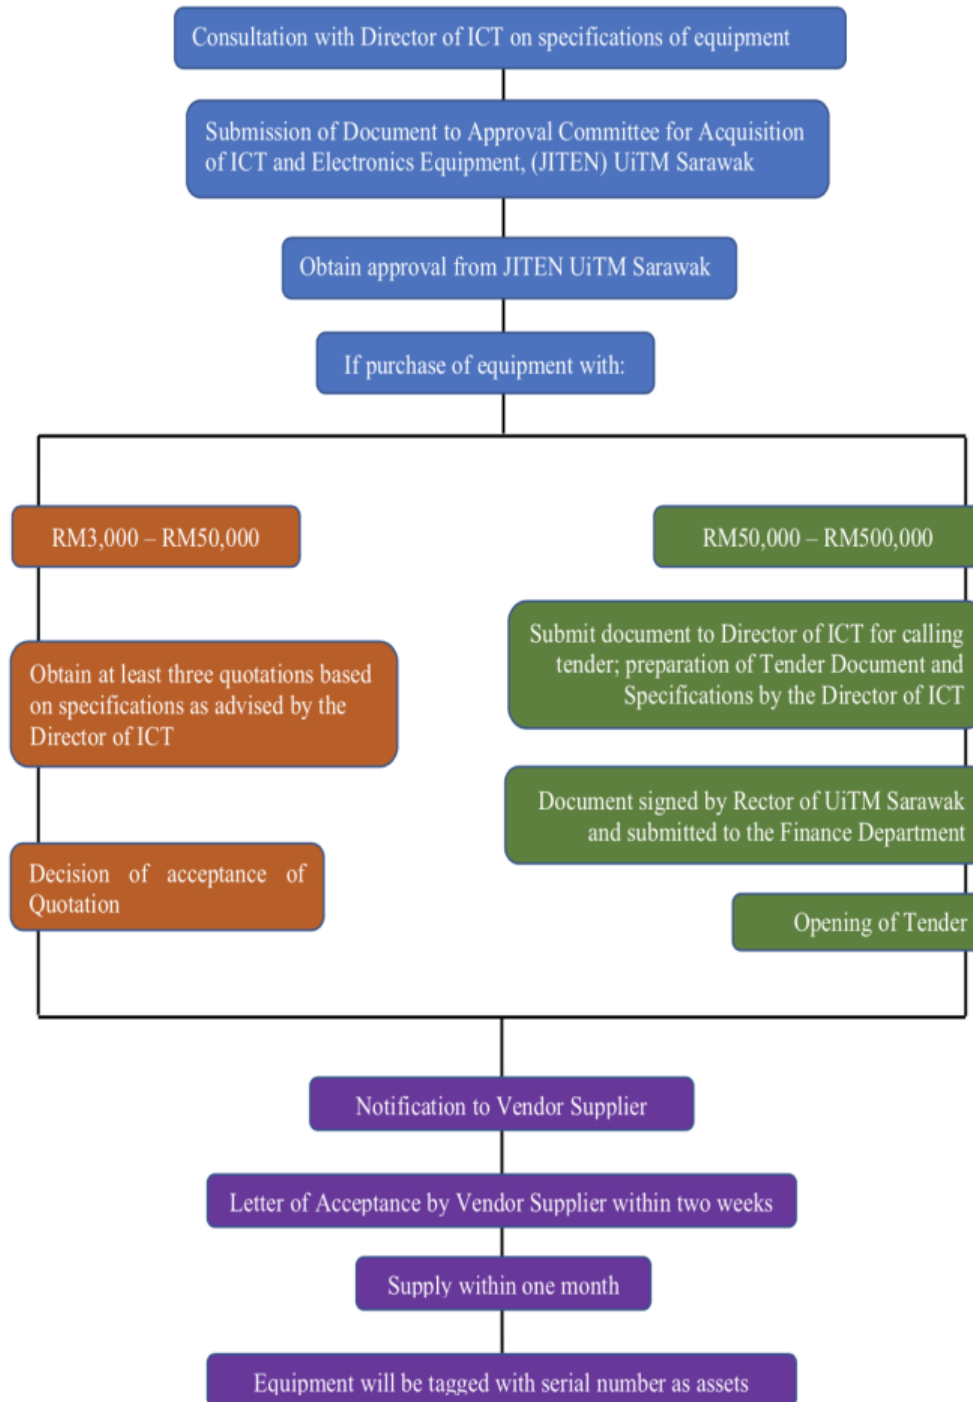 Consultation with Director of ICT on specifications of equipment
Submission of Document to Approval Committee for Acquisition
of ICT and Electronics Equipment, (JITEN) UiTM Sarawak
Obtain approval from JITEN UiTM Sarawak
If purchase of equipment with:
RM3,000 – RM50,000
Obtain at least three quotations based
on specifications as advised by the
Director of ICT
Decision of acceptance of
Quotation
RM50,000 – RM500,000
Submit document to Director of ICT for calling
tender; preparation of Tender Document and
Specifications by the Director of ICT
Document signed by Rector of UiTM Sarawak
and submitted to the Finance Department
Opening of Tender
Notification to Vendor Supplier
Letter of Acceptance by Vendor Supplier within two weeks
Supply within one month
Equipment will be tagged with serial number as assets